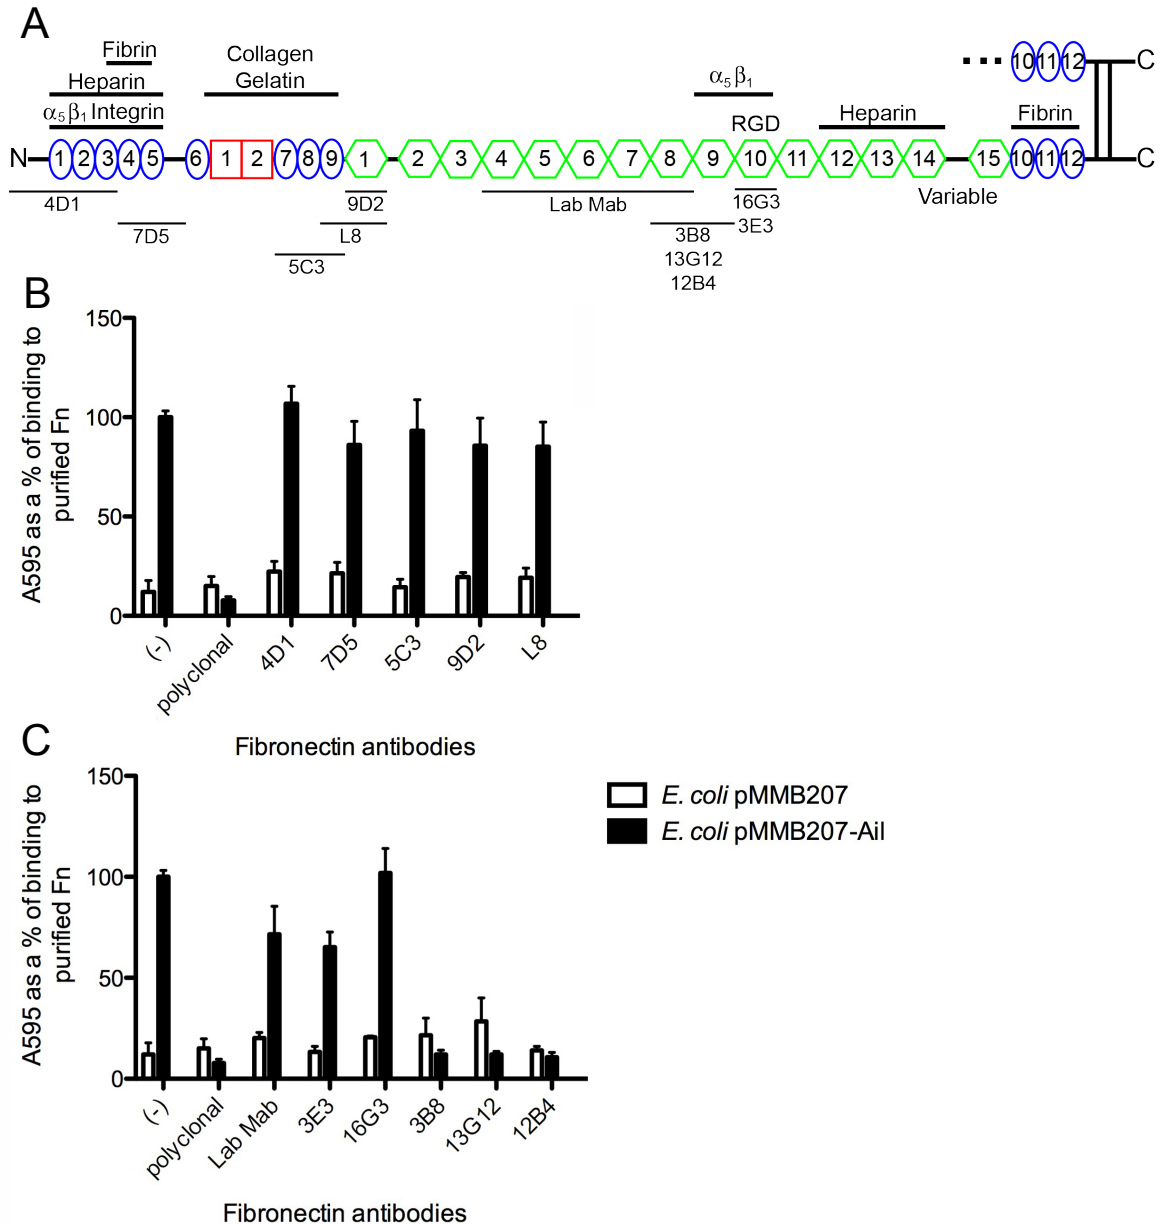 A
Fibrin
Collagen
Heparin
Gelatin
α5β1
10 11 12 C
α5β1 Integrin
RGD
Heparin
Fibrin
N 1 2 3 4 5 6 1 2 7 8 9 1 2 3 4 5 6 7 8 9 10 11 12 13 14 15 10 11 12 C
4D1
9D2
Lab Mab
16G3
Variable
7D5
L8
3B8
3E3
5C3
13G12
12B4
B
A595 as a % of binding to
purified Fn
150
100
50
0
(-)
polyclonal
4D1
7D5
5C3
9D2
L8
Fibronectin antibodies
C
A595 as a % of binding to
purified Fn
150
100
50
0
(-)
polyclonal
Lab Mab
3E3
16G3
3B8
13G12
12B4
Fibronectin antibodies
E. coli pMMB207
E. coli pMMB207-Ail